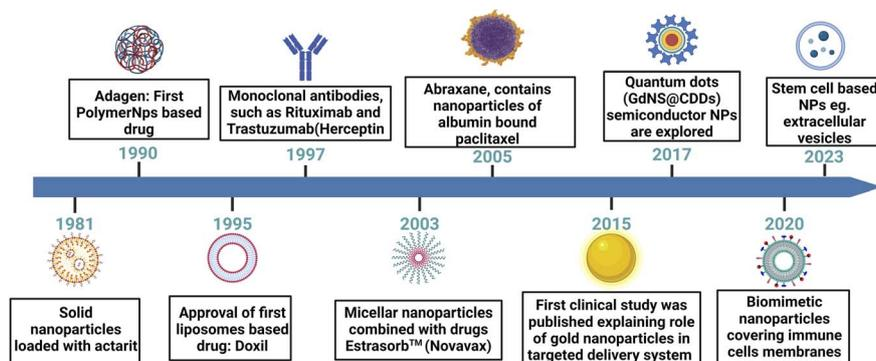 Adagen: First
PolymerNps based
drug
1990
Monoclonal antibodies,
such as Rituximab and
Trastuzumab(Herceptin
1997
Abraxane, contains
nanoparticles of
albumin bound
paclitaxel
2005
Quantum dots
(GdNS@CDDs)
semiconductor NPs
are explored
2017
Stem cell based
NPs eg.
extracellular
vesicles
2023
1981
Solid
nanoparticles
loaded with actarit
1995
Approval of first
liposomes based
drug: Doxil
2003
Micellar nanoparticles
combined with drugs
Estrasorb™ (Novavax)
2015
First clinical study was
published explaining role
of gold nanoparticles in
targeted delivery system
2020
Biomimetic
nanoparticles
covering immune
cells membranes